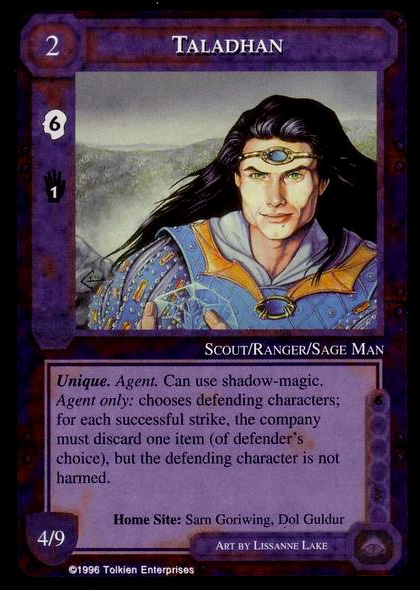 2
TALADHAN
6
1
SCOUT/RANGER/SAGE MAN
Unique. Agent. Can use shadow-magic.
Agent only: chooses defending characters;
for each successful strike, the company
must discard one item (of defender's
choice), but the defending character is not
harmed.
6
Home Site: Sarn Goriwing, Dol Guldur
4/9
ART BY LISSANNE LAKE
©1996 Tolkien Enterprises